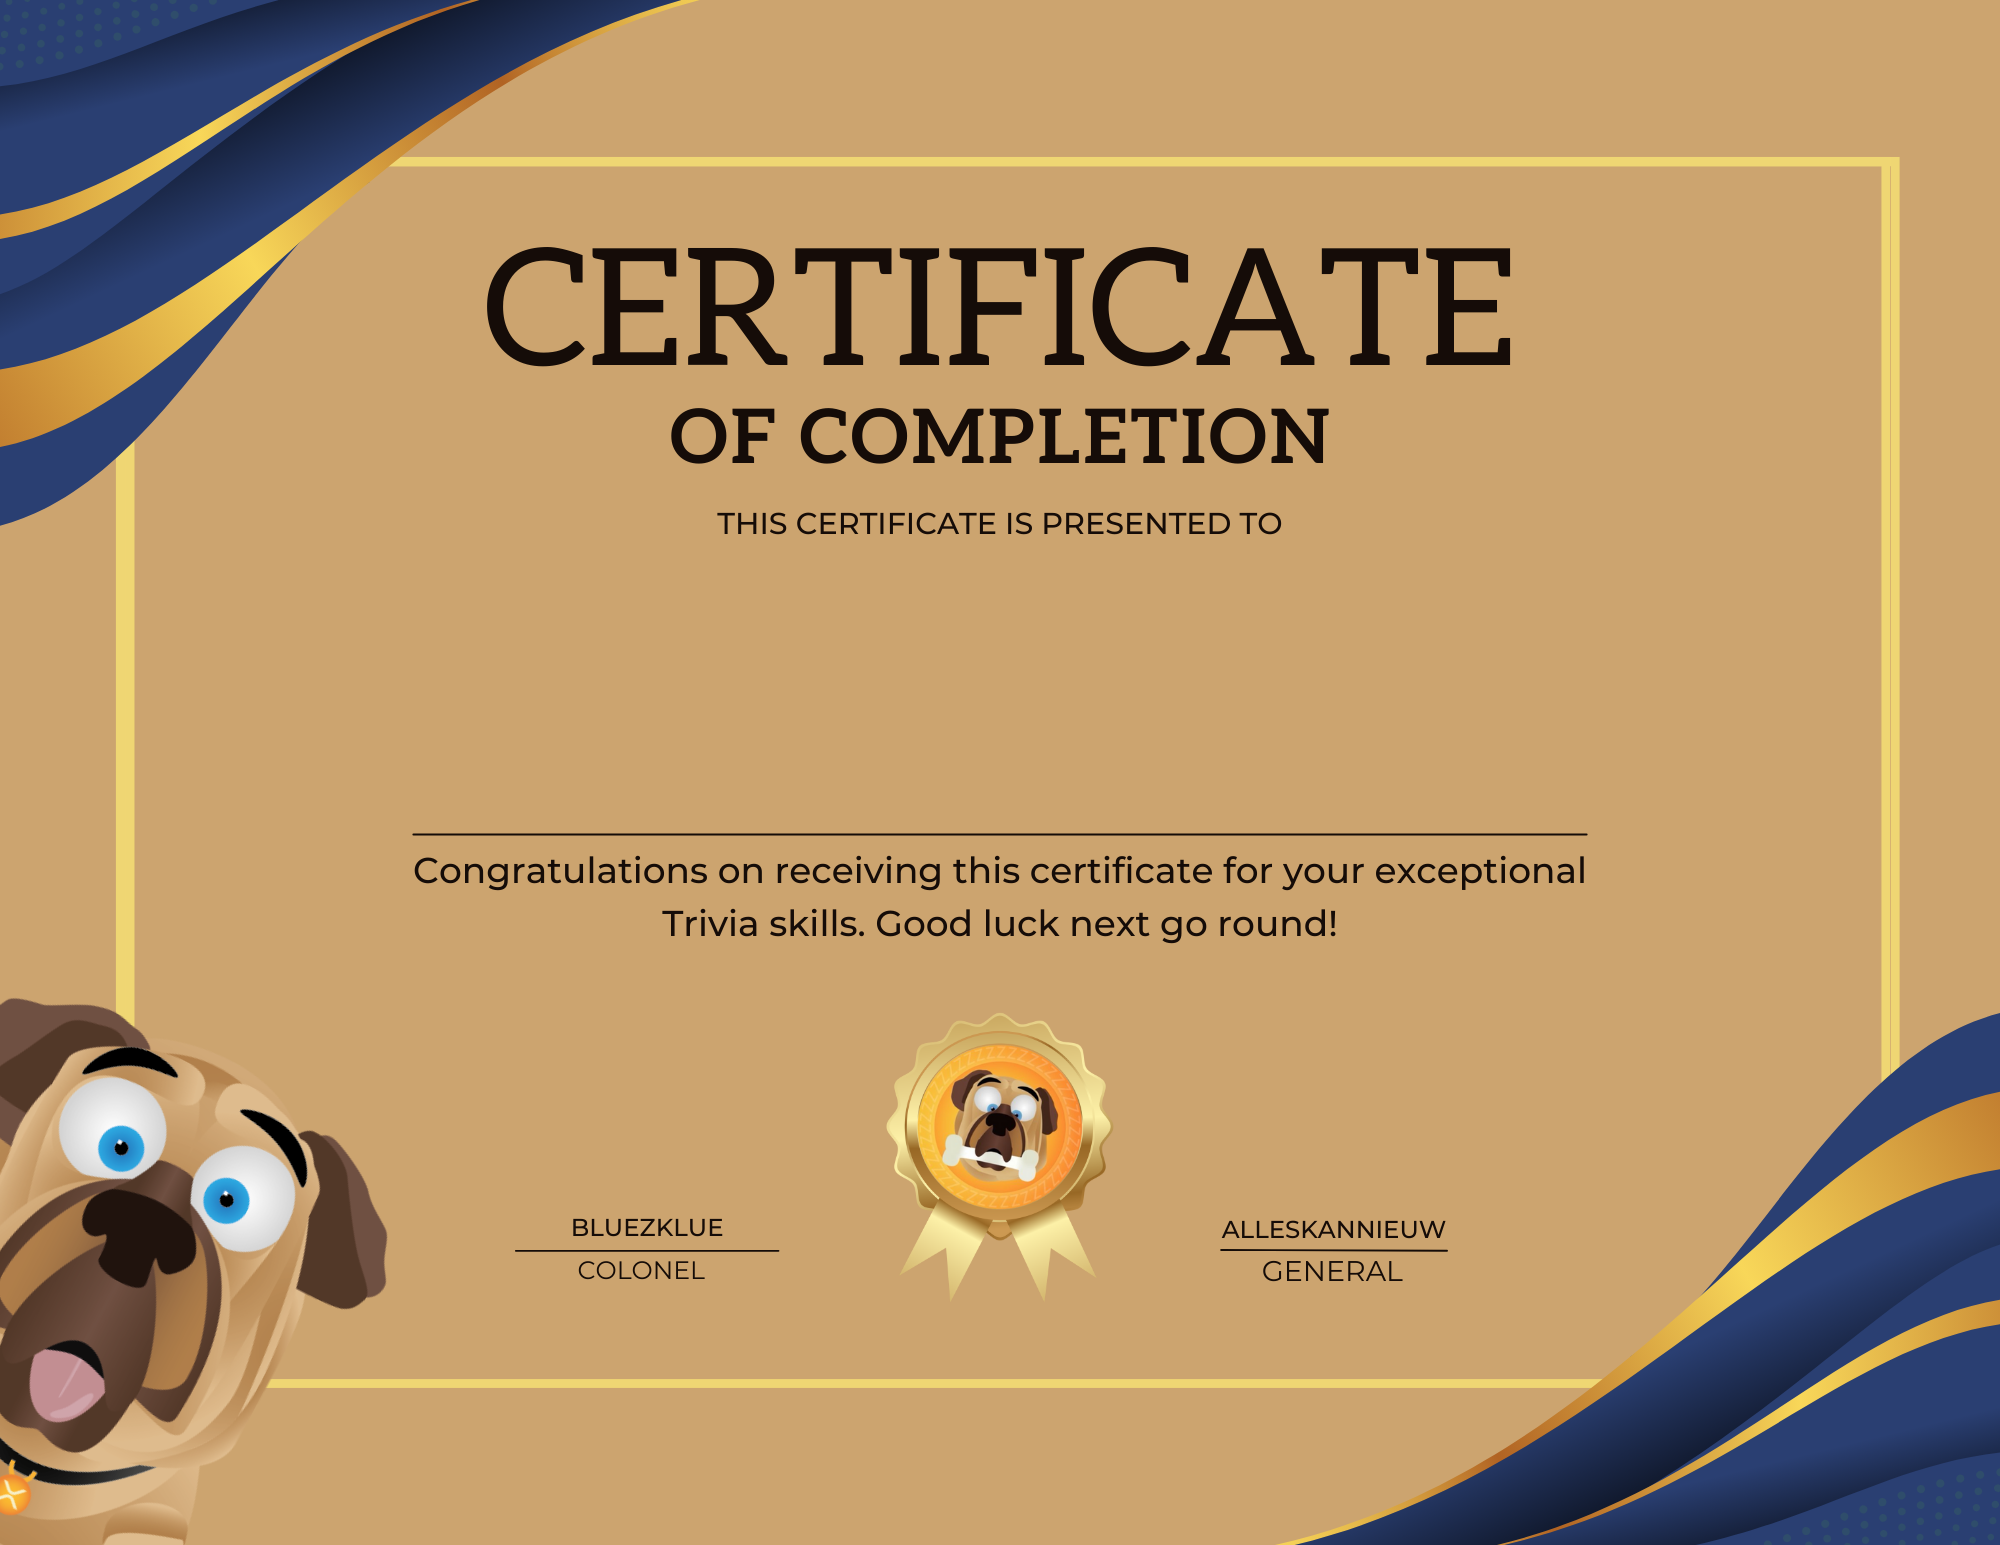 CERTIFICATE
OF COMPLETION
THIS CERTIFICATE IS PRESENTED TO
Congratulations on receiving this certificate for your exceptional
Trivia skills. Good luck next go round!
BLUEZKLUE
COLONEL
ALLESKANNIEUW
GENERAL